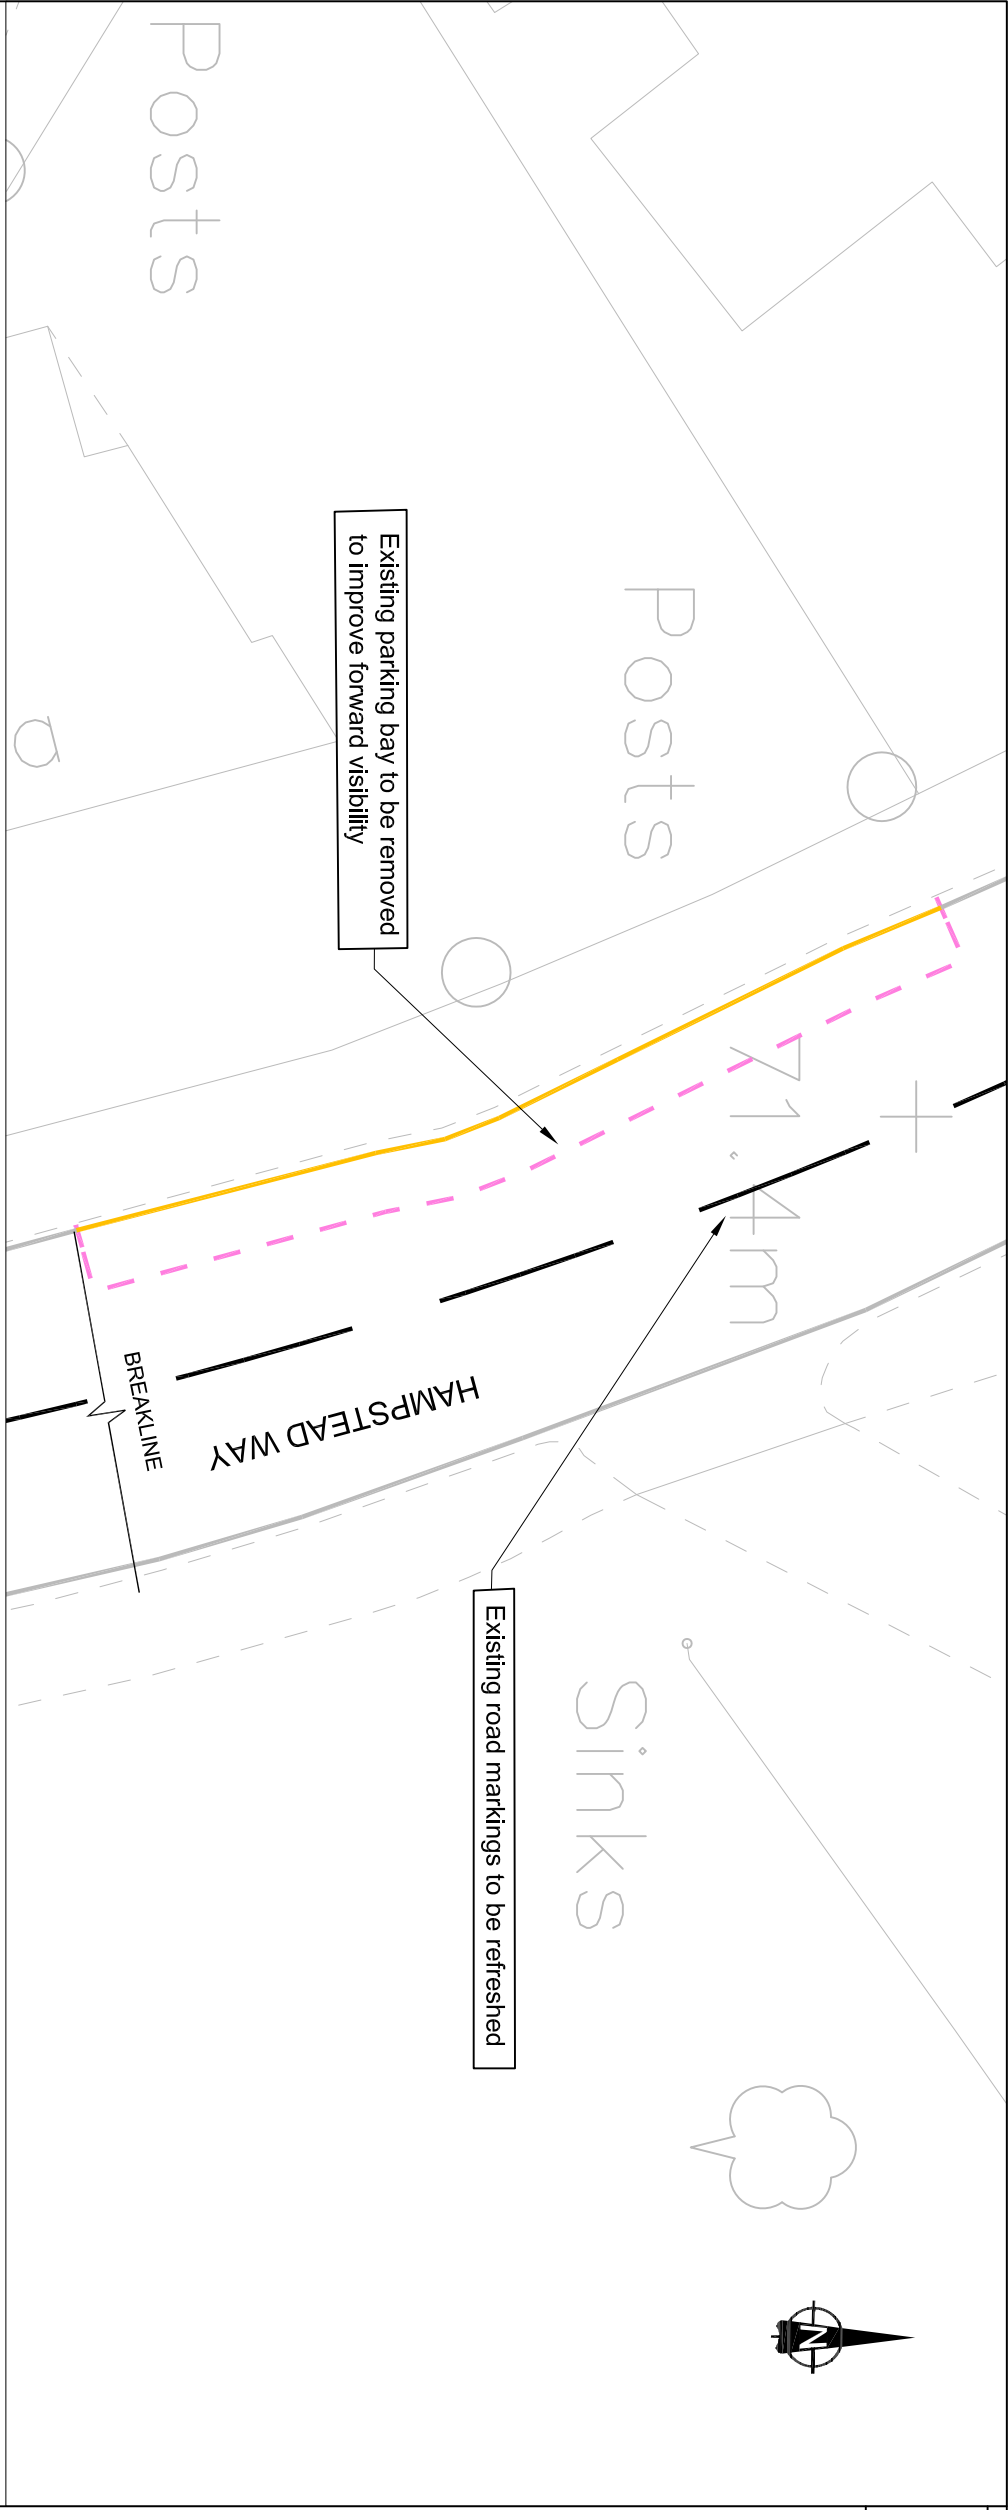 Posts
Posts
a
Existing parking bay to be removed
to improve forward visibility
71.4m
BREAKLINE
HAMPSTEAD WAY
Existing road markings to be refreshed
Sinks
N